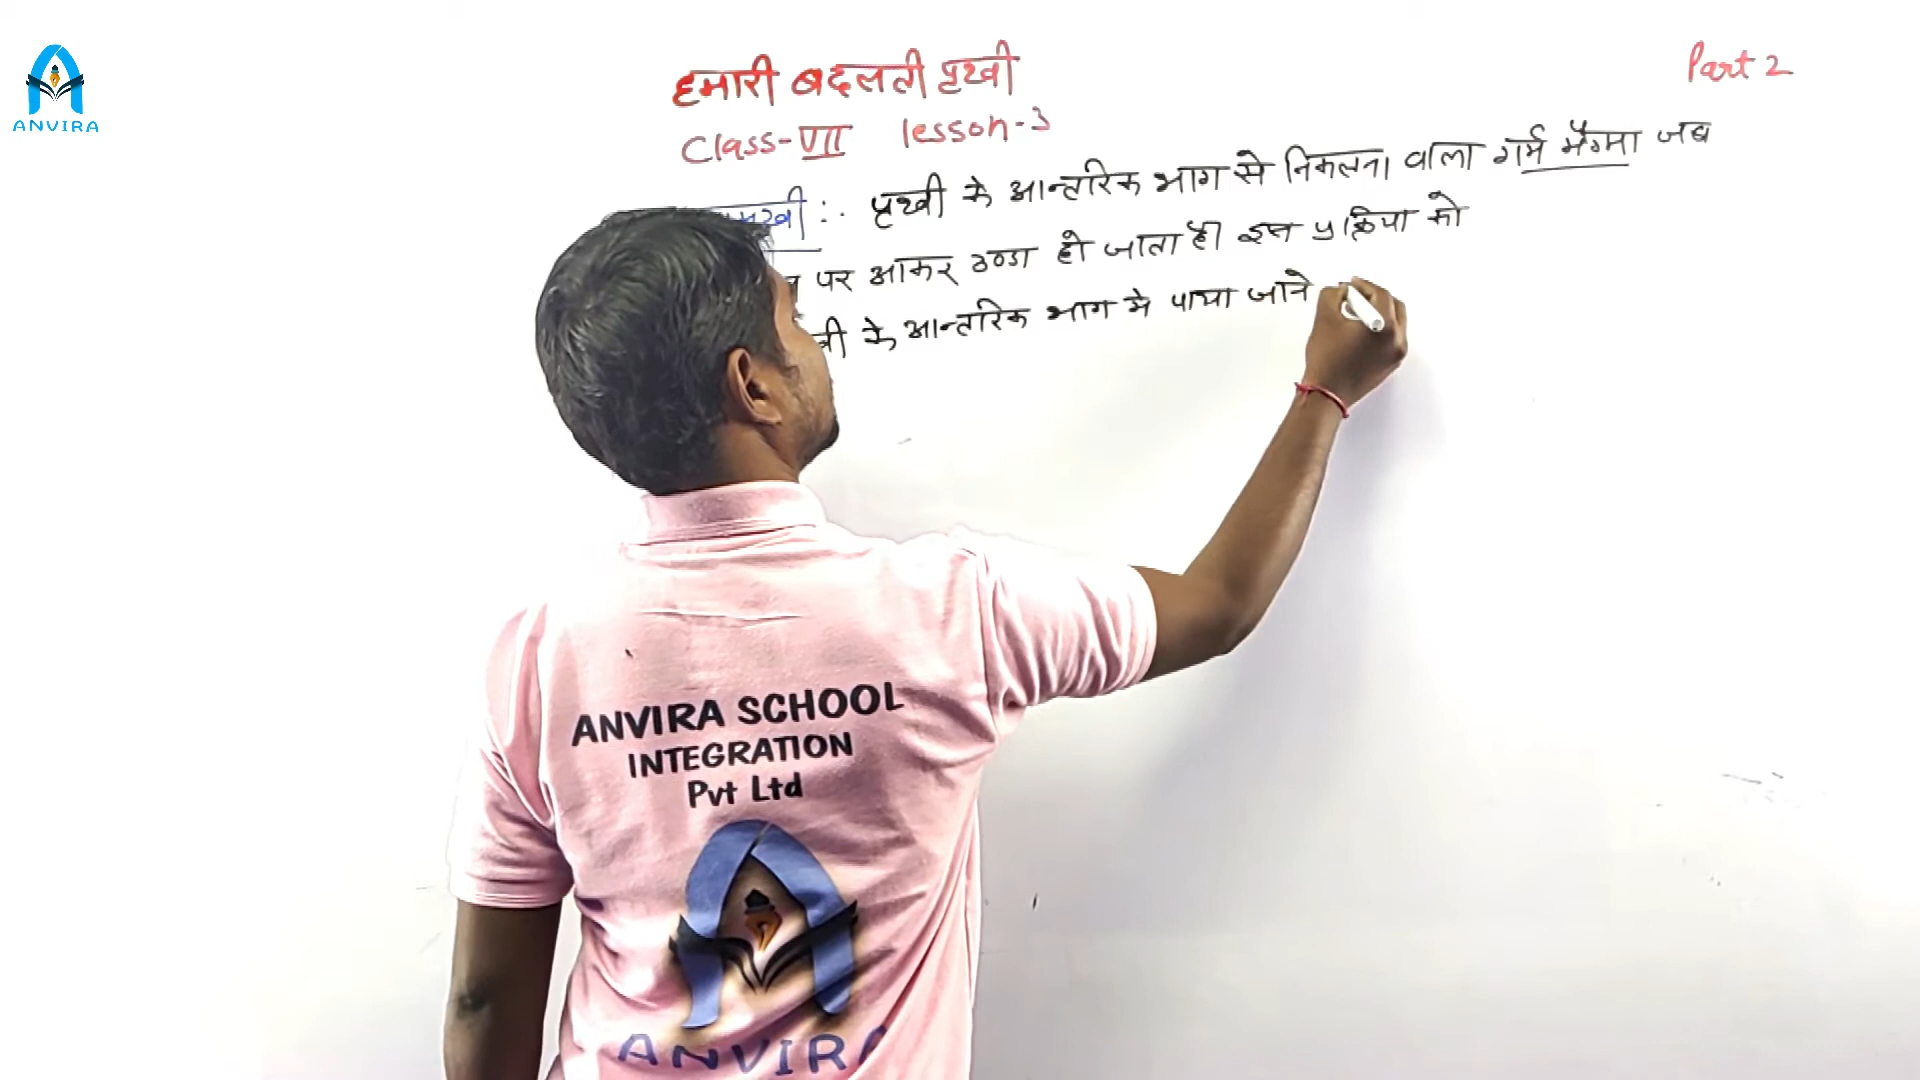 हमारी बदलती पृथ्वी
Part 2
Class-VII lesson-3
: पृथ्वी के आन्तरिक भाग से निकलना वाला गर्म मैग्मा जब
पर आकर ठण्डा हो जाता है। इस प्रक्रिया को
के आन्तरिक भाग मे पाया जाने
ANVIRA
ANVIRA SCHOOL
INTEGRATION
Pvt Ltd
ANVIRA